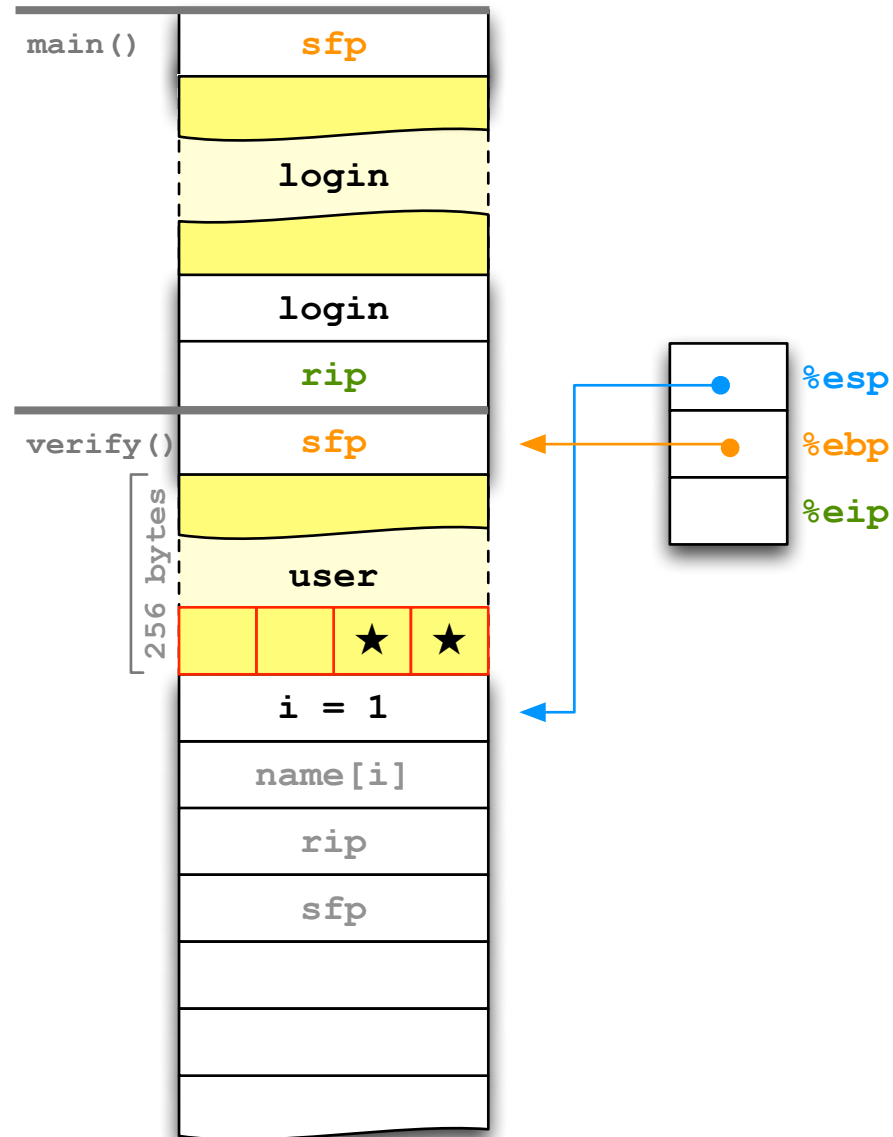 main()
sfp
login
login
rip
%esp
verify()
sfp
%ebp
%eip
256 bytes
user
★ ★
i = 1
name[i]
rip
sfp